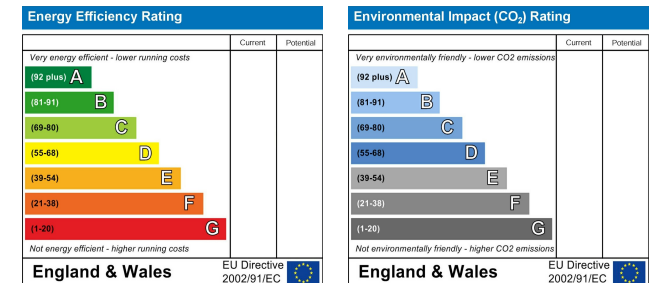 Energy Efficiency Rating
Current Potential
Very energy efficient - lower running costs
(92 plus) A
(81-91) B
(69-80) C
(55-68) D
(39-54) E
(21-38) F
(1-20) G
Not energy efficient - higher running costs
England & Wales
EU Directive
2002/91/EC
Environmental Impact (CO₂) Rating
Current Potential
Very environmentally friendly - lower CO2 emissions
(92 plus) A
(81-91) B
(69-80) C
(55-68) D
(39-54) E
(21-38) F
(1-20) G
Not environmentally friendly - higher CO2 emissions
England & Wales
EU Directive
2002/91/EC